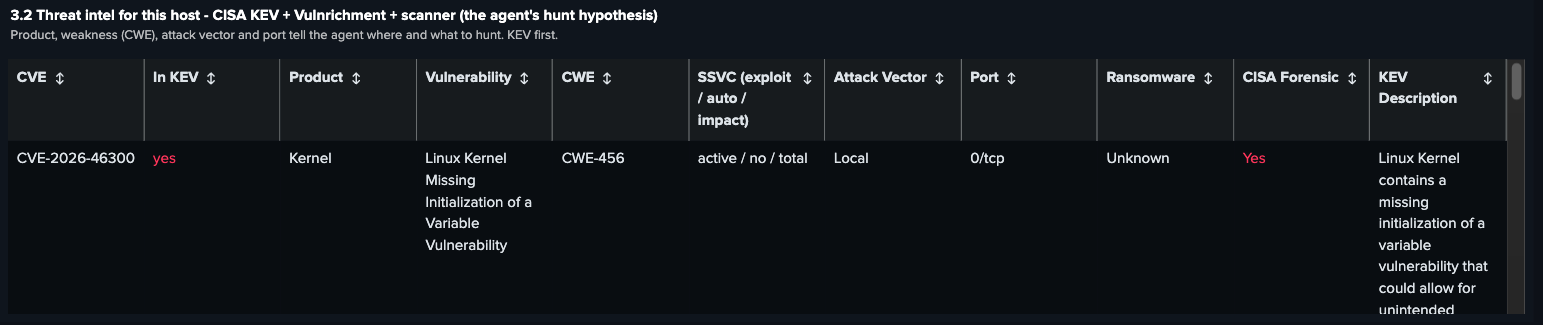 3.2 Threat intel for this host - CISA KEV + Vulnrichment + scanner (the agent's hunt hypothesis)
Product, weakness (CWE), attack vector and port tell the agent where and what to hunt. KEV first.
CVE In KEV Product Vulnerability CWE SSVC (exploit / auto / impact) Attack Vector Port Ransomware CISA Forensic KEV Description
CVE-2026-46300 yes Kernel Linux Kernel Missing Initialization of a Variable Vulnerability CWE-456 active / no / total Local 0/tcp Unknown Yes Linux Kernel contains a missing initialization of a variable vulnerability that could allow for unintended